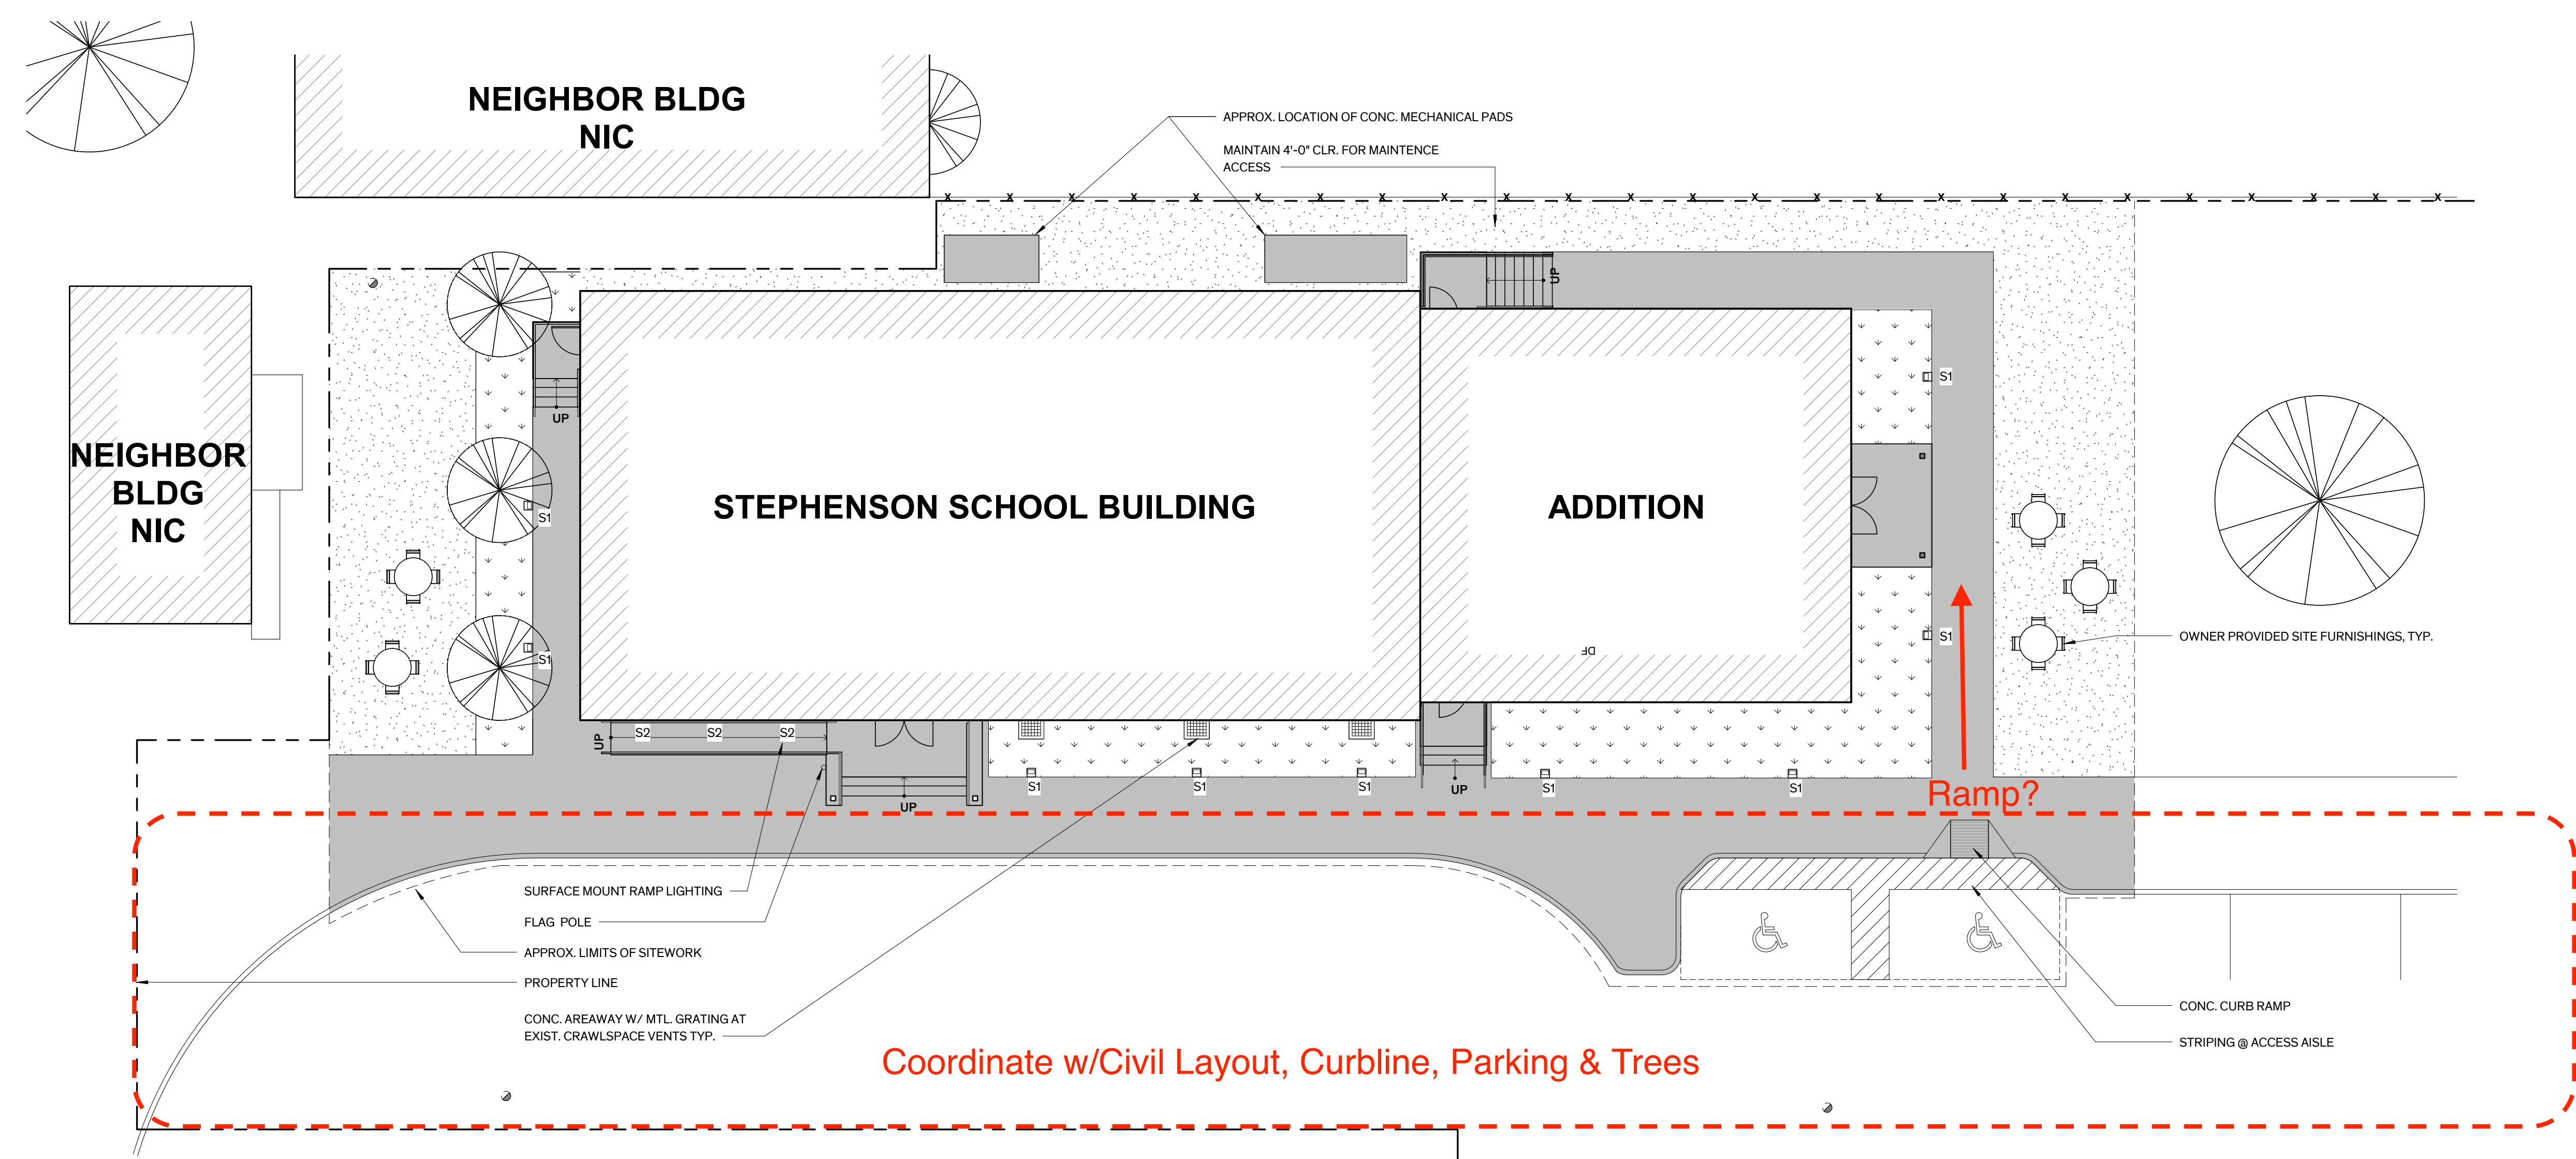 NEIGHBOR BLDG
NIC
APPROX. LOCATION OF CONC. MECHANICAL PADS
MAINTAIN 4'-0" CLR. FOR MAINTENCE
ACCESS
X X X X X X X X X X X X X X X X X X X X X X X X X
UP
UP
S1
NEIGHBOR
BLDG
NIC
STEPHENSON SCHOOL BUILDING
ADDITION
S1
S1
DF
S1
OWNER PROVIDED SITE FURNISHINGS, TYP.
UP
S2 S2 S2
UP
UP
S1 S1 S1 S1 S1
Ramp?
SURFACE MOUNT RAMP LIGHTING
FLAG POLE
APPROX. LIMITS OF SITEWORK
PROPERTY LINE
CONC. AREAWAY W/ MTL. GRATING AT
EXIST. CRAWLSPACE VENTS TYP.
CONC. CURB RAMP
STRIPING @ ACCESS AISLE
Coordinate w/Civil Layout, Curbline, Parking & Trees